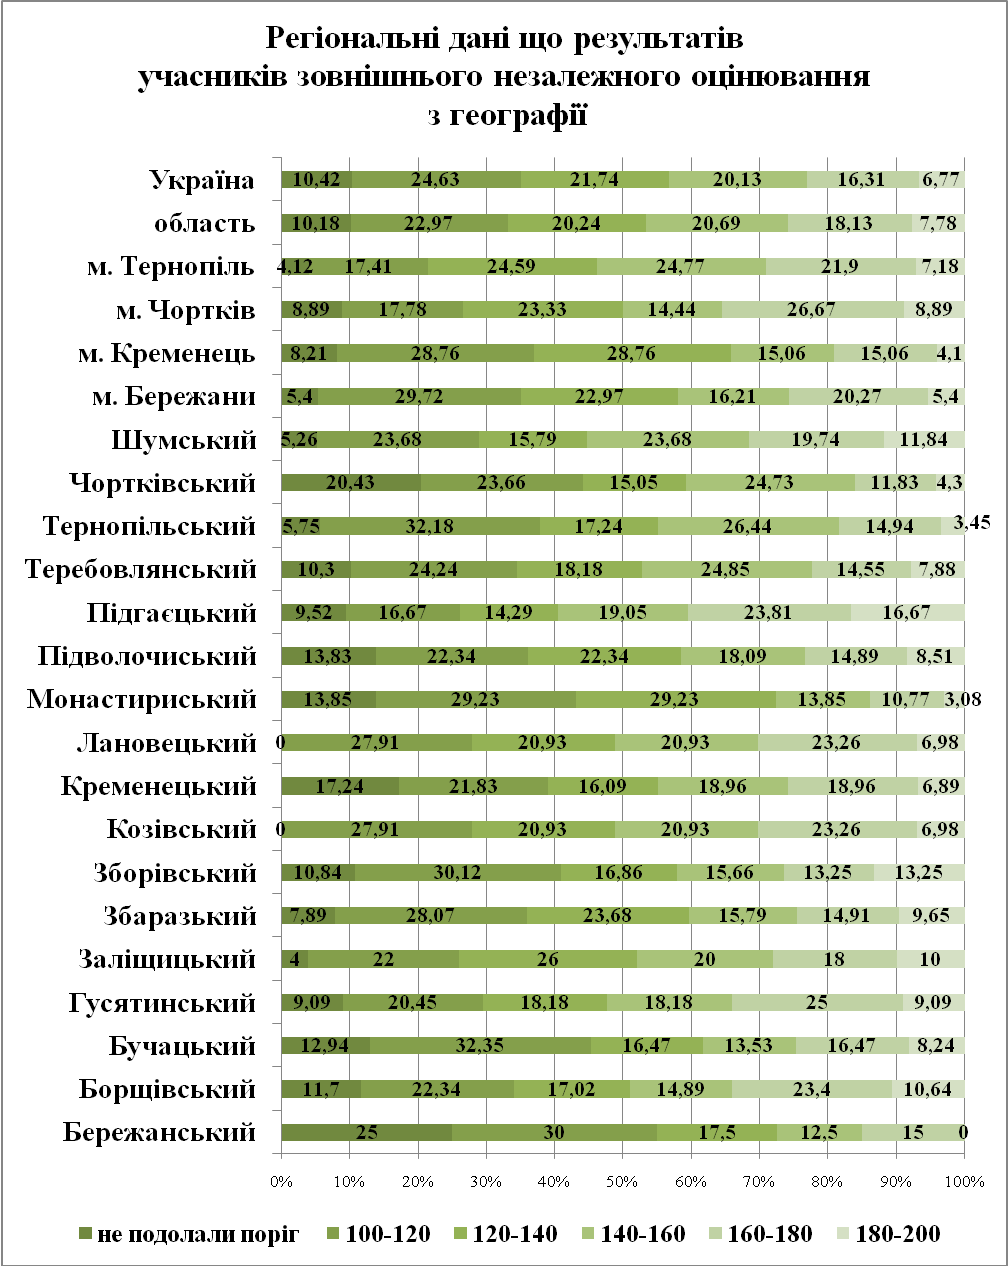 Регіональні дані що результатів
учасників зовнішнього незалежного оцінювання
з географії
Україна 10,42 24,63 21,74 20,13 16,31 6,77
область 10,18 22,97 20,24 20,69 18,13 7,78
м. Тернопіль 4,12 17,41 24,59 24,77 21,9 7,18
м. Чортків 8,89 17,78 23,33 14,44 26,67 8,89
м. Кременець 8,21 28,76 28,76 15,06 15,06 4,1
м. Бережани 5,4 29,72 22,97 16,21 20,27 5,4
Шумський 5,26 23,68 15,79 23,68 19,74 11,84
Чортківський 20,43 23,66 15,05 24,73 11,83 4,3
Тернопільський 5,75 32,18 17,24 26,44 14,94 3,45
Теребовлянський 10,3 24,24 18,18 24,85 14,55 7,88
Підгаєцький 9,52 16,67 14,29 19,05 23,81 16,67
Підволочиський 13,83 22,34 22,34 18,09 14,89 8,51
Монастириський 13,85 29,23 29,23 13,85 10,77 3,08
Лановецький 0 27,91 20,93 20,93 23,26 6,98
Кременецький 17,24 21,83 16,09 18,96 18,96 6,89
Козівський 0 27,91 20,93 20,93 23,26 6,98
Зборівський 10,84 30,12 16,86 15,66 13,25 13,25
Збаразький 7,89 28,07 23,68 15,79 14,91 9,65
Заліщицький 4 22 26 20 18 10
Гусятинський 9,09 20,45 18,18 18,18 25 9,09
Бучацький 12,94 32,35 16,47 13,53 16,47 8,24
Борщівський 11,7 22,34 17,02 14,89 23,4 10,64
Бережанський 25 30 17,5 12,5 15 0
0% 10% 20% 30% 40% 50% 60% 70% 80% 90% 100%
не подолали поріг 100-120 120-140 140-160 160-180 180-200